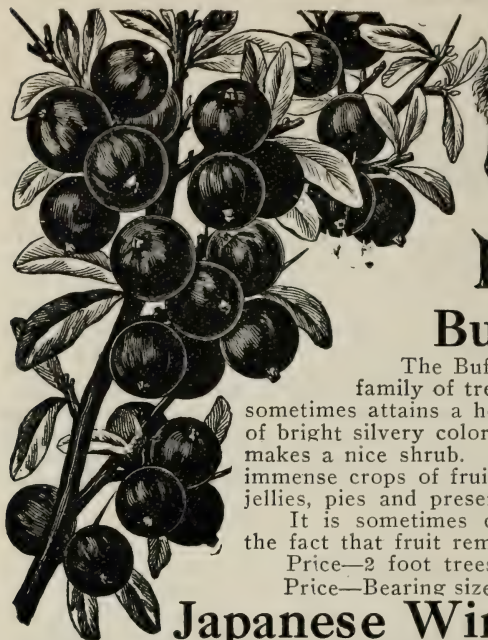 Bu
The Buf
family of tre
sometimes attains a he
of bright silvery color
makes a nice shrub.
immense crops of frui
jellies, pies and prese
It is sometimes c
the fact that fruit rem
Price—2 foot trees
Price—Bearing size
Japanese Win